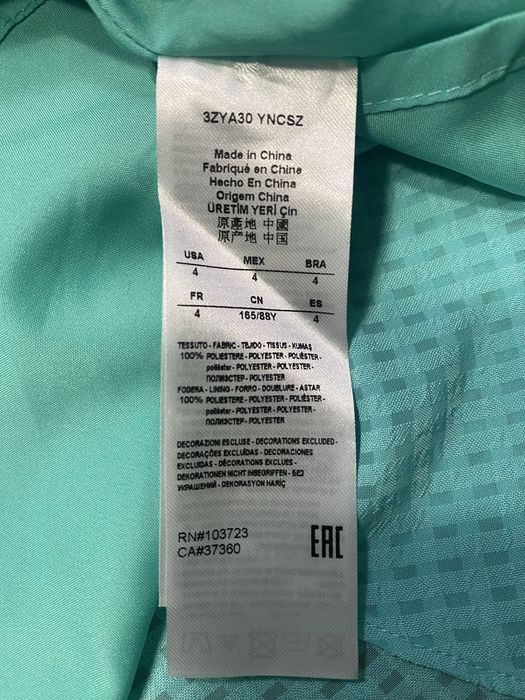 3ZYA30 YNCSZ
Made in China
Fabriqué en Chine
Hecho En China
Origem China
ÜRETİM YERİ Çin
原產地 中國
原产地 中国
USA MEX BRA
4 4 4
FR CN ES
4 165/88Y 4
TESSUTO - FABRIC - TEJIDO - TISSUS - KUMAŞ
100% POLIESTERE - POLYESTER - POLIÉSTER -
poliéster - POLYESTER - POLYESTER -
ПОЛИЭСТЕР - POLYESTER
FODERA - LINING - FORRO - DOUBLURE - ASTAR
100% POLIESTERE - POLYESTER - POLIÉSTER -
poliéster - POLYESTER - POLYESTER -
ПОЛИЭСТЕР - POLYESTER
DECORAZIONI ESCLUSE - DECORATIONS EXCLUDED -
DECORAÇÕES EXCLUÍDAS - DECORACIONES
EXCLUIDAS - DÉCORATIONS EXCLUES -
DEKORATIONEN NICHT INBEGRIFFEN - БЕЗ
УКРАШЕНИЙ - DEKORASYON HARİÇ
RN#103723
CA#37360
EAC